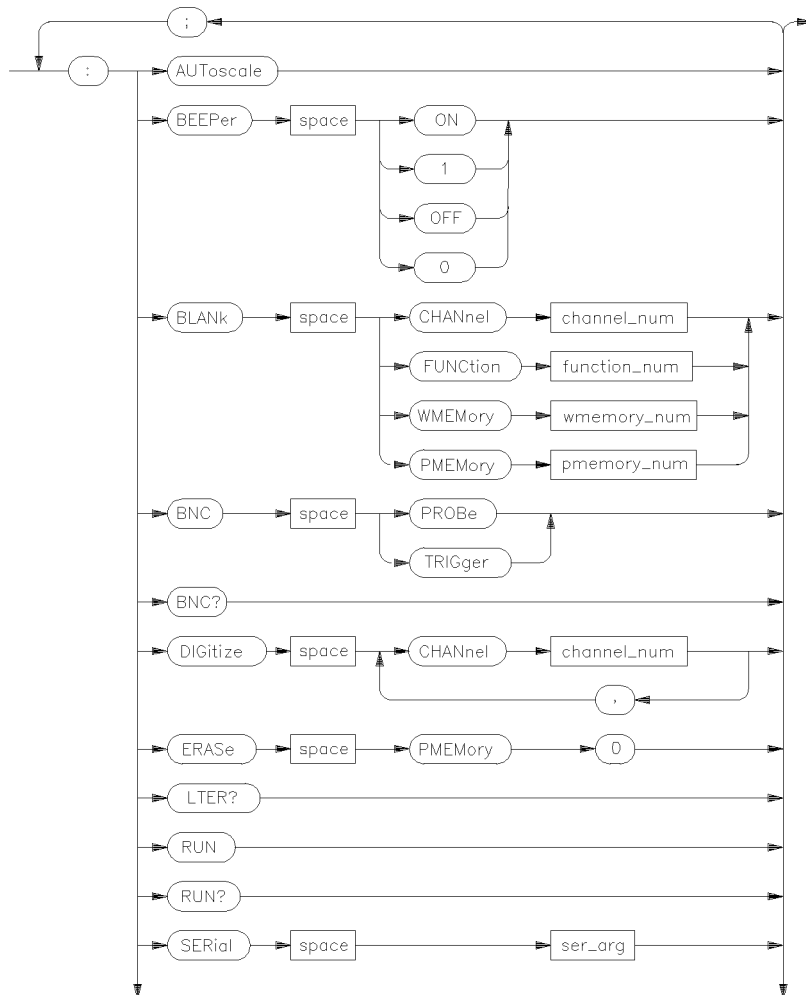 ;
: AUToscale
BEEPer space ON
1
OFF
0
BLANk space CHANnel channel_num
FUNCtion function_num
WMEMory wmemory_num
PMEMory pmemory_num
BNC space PROBe
TRIGger
BNC?
DIGitize space CHANnel channel_num
,
ERASe space PMEMory 0
LTER?
RUN
RUN?
SERial space ser_arg